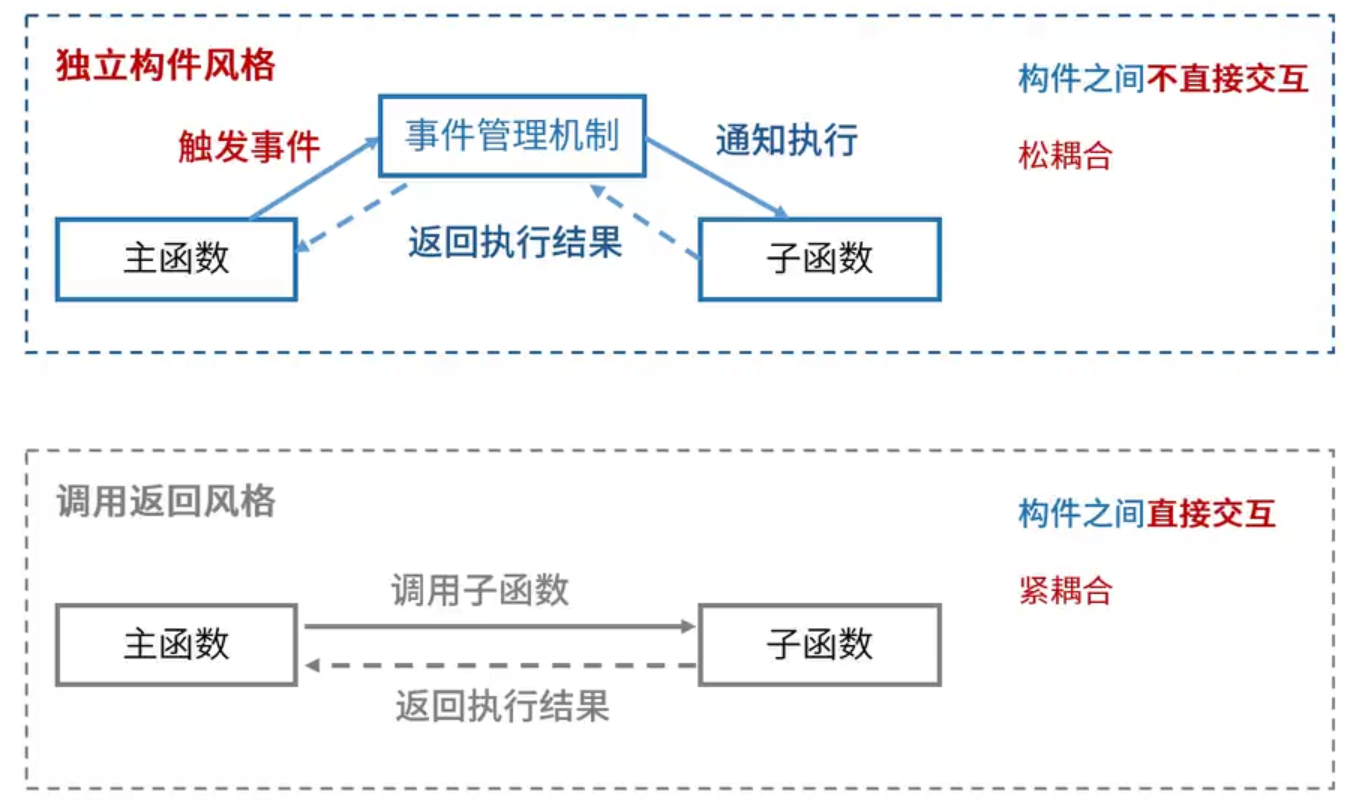 独立构件风格
构件之间不直接交互
触发事件
事件管理机制
通知执行
松耦合
主函数
返回执行结果
子函数
调用返回风格
构件之间直接交互
调用子函数
紧耦合
主函数
子函数
返回执行结果